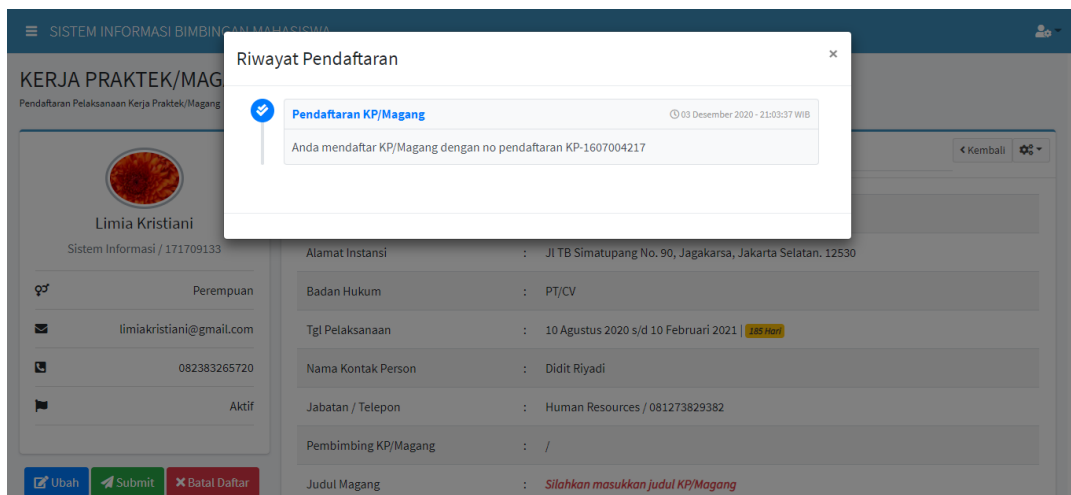 SISTEM INFORMASI BIMBINGAN MAHASISWA
Riwayat Pendaftaran
×
KERJA PRAKTEK/MAG
Pendaftaran Pelaksanaan Kerja Praktek/Magang
Pendaftaran KP/Magang
03 Desember 2020 - 21:03:37 WIB
Anda mendaftar KP/Magang dengan no pendaftaran KP-1607004217
Kembali
Limia Kristiani
Sistem Informasi / 171709133
Perempuan
limiakristiani@gmail.com
082383265720
Aktif
Ubah
Submit
Batal Daftar
Alamat Instansi : Jl TB Simatupang No. 90, Jagakarsa, Jakarta Selatan. 12530
Badan Hukum : PT/CV
Tgl Pelaksanaan : 10 Agustus 2020 s/d 10 Februari 2021 | 185 Hari
Nama Kontak Person : Didit Riyadi
Jabatan / Telepon : Human Resources / 081273829382
Pembimbing KP/Magang : /
Judul Magang : Silahkan masukkan judul KP/Magang